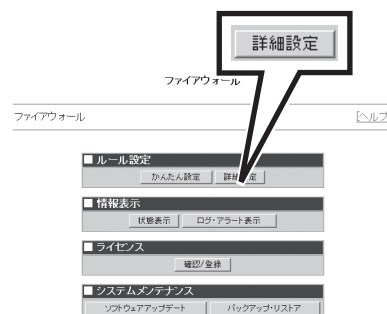 詳細設定
ファイアウォール
ファイアウォール [ヘルプ
■ ルール設定
かんたん設定 詳細設定
■ 情報表示
状態表示 ログ・アラート表示
■ ライセンス
確認/登録
■ システムメンテナンス
ソフトウェアアップデート バックアップ・リストア